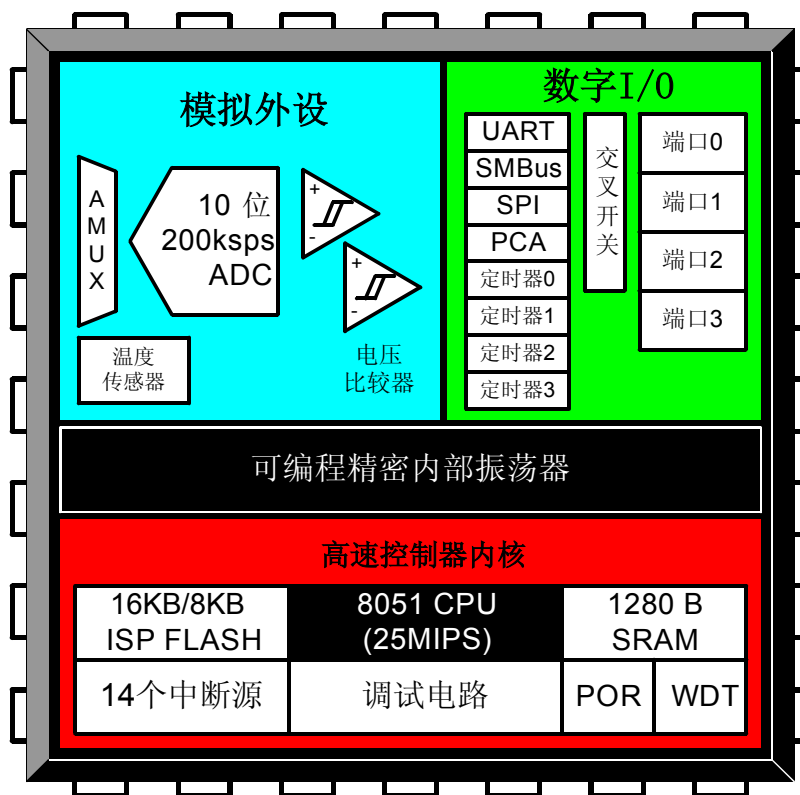 模拟外设
A
M
U
X
10 位
200ksps
ADC
+
-
+
-
温度
传感器
电压
比较器
数字I/O
UART
SMBus
SPI
PCA
定时器0
定时器1
定时器2
定时器3
交
叉
开
关
端口0
端口1
端口2
端口3
可编程精密内部振荡器
高速控制器内核
16KB/8KB
ISP FLASH
8051 CPU
(25MIPS)
1280 B
SRAM
14个中断源
调试电路
POR
WDT